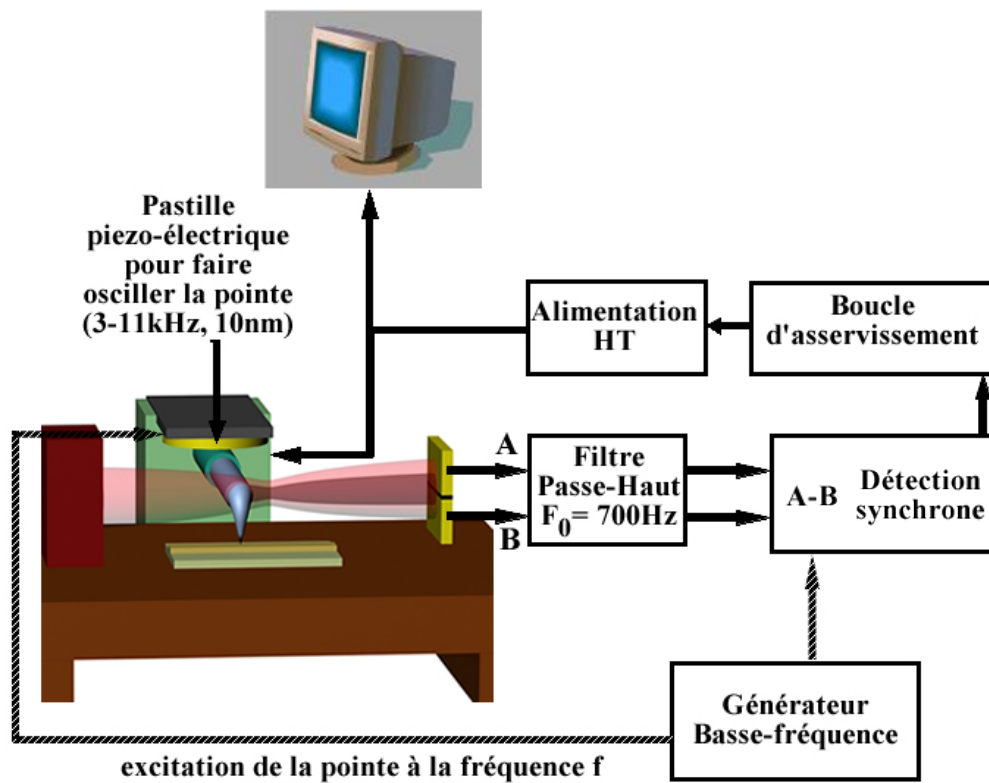 Pastille
piezo-électrique
pour faire
osciller la pointe
(3-11kHz, 10nm)
Alimentation
HT
Boucle
d'asservissement
A
B
Filtre
Passe-Haut
F₀= 700Hz
A-B
Détection
synchrone
Générateur
Basse-fréquence
excitation de la pointe à la fréquence f